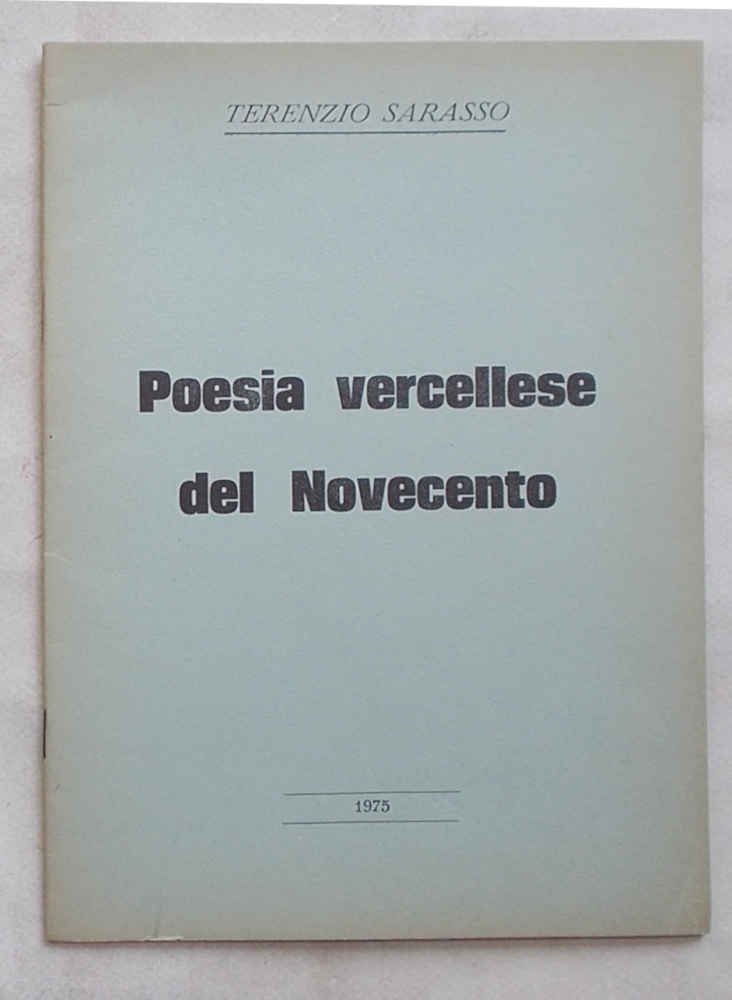 TERENZIO SARASSO
Poesia vercellese
del Novecento
1975